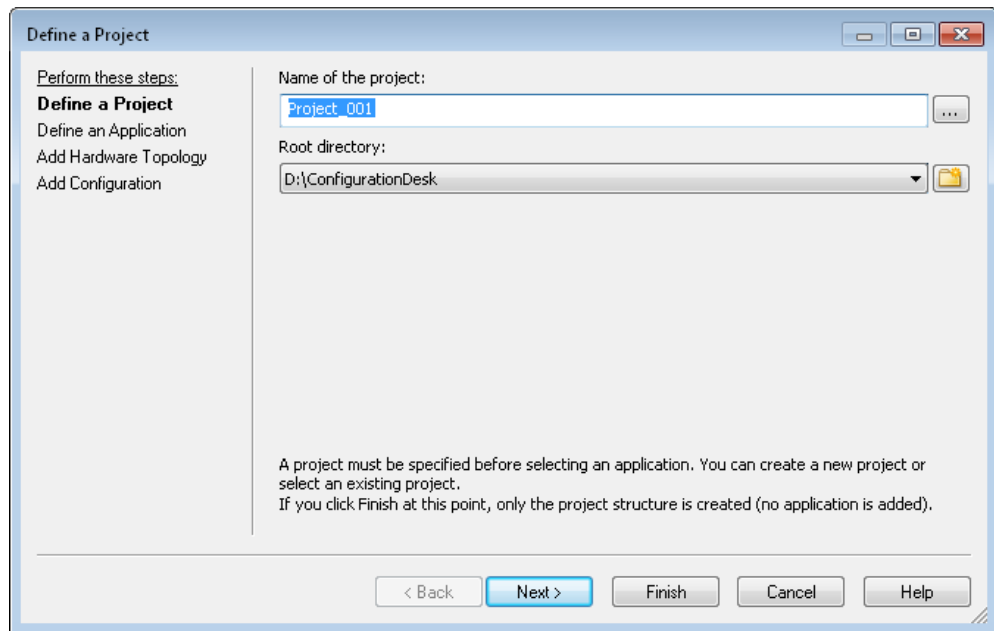 Define a Project
Perform these steps:
Define a Project
Define an Application
Add Hardware Topology
Add Configuration
Name of the project:
Project_001
...
Root directory:
D:\ConfigurationDesk
A project must be specified before selecting an application. You can create a new project or
select an existing project.
If you click Finish at this point, only the project structure is created (no application is added).
< Back
Next >
Finish
Cancel
Help